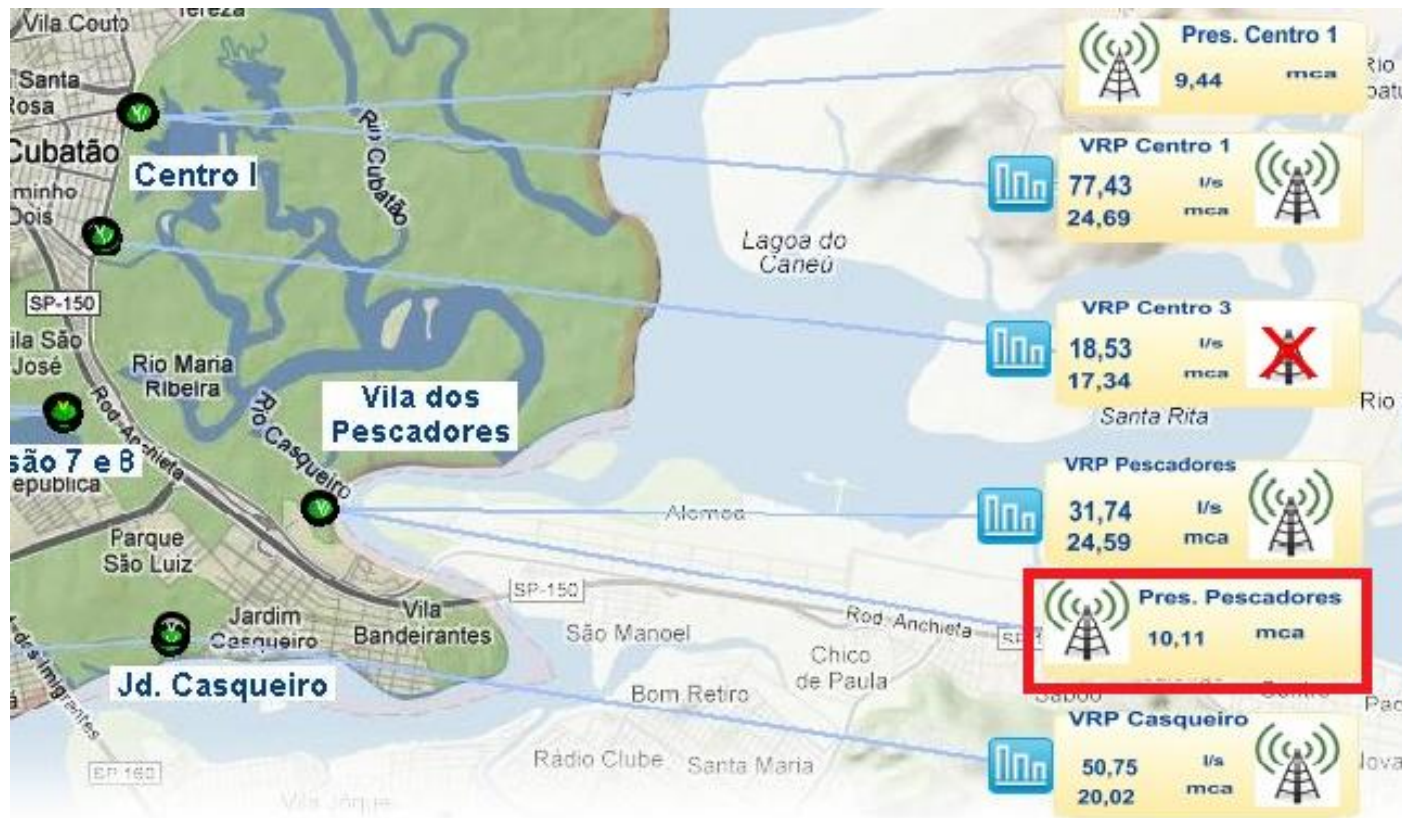 Vila Couto
Tereza
Santa
Rosa
Cubatão
Centro I
Rio Cubatão
Dois
SP-150
José
Rio Maria
Ribeira
Rod. Anchieta
são 7 e 8
epublica
Rio Casqueiro
Vila dos
Pescadores
Parque
São Luiz
Jardim
Casqueiro
Vila
Bandeirantes
Jd. Casqueiro
SP-160
Lagoa do
Caneú
Santa Rita
Alemoa
SP-150
Rod. Anchieta
São Manoel
Chico
de Paula
Bom Retiro
Saboó
Centro
Rádio Clube
Santa Maria
Rio
Rio
Pres. Centro 1
9,44 mca
VRP Centro 1
77,43 l/s
24,69 mca
VRP Centro 3
18,53 l/s
17,34 mca
VRP Pescadores
31,74 l/s
24,59 mca
Pres. Pescadores
10,11 mca
VRP Casqueiro
50,75 l/s
20,02 mca